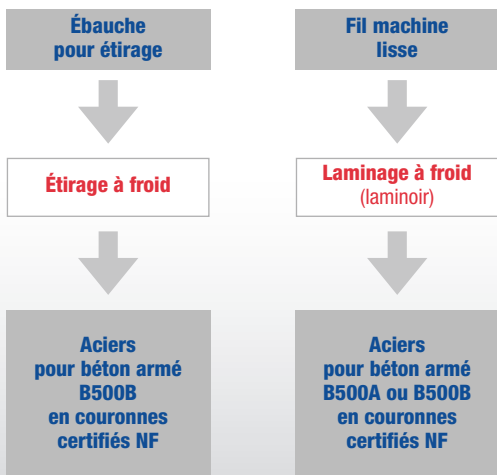 Ébauche
pour étirage
Étirage à froid
Aciers
pour béton armé
B500B
en couronnes
certifiés NF
Fil machine
lisse
Laminage à froid
(laminoir)
Aciers
pour béton armé
B500A ou B500B
en couronnes
certifiés NF